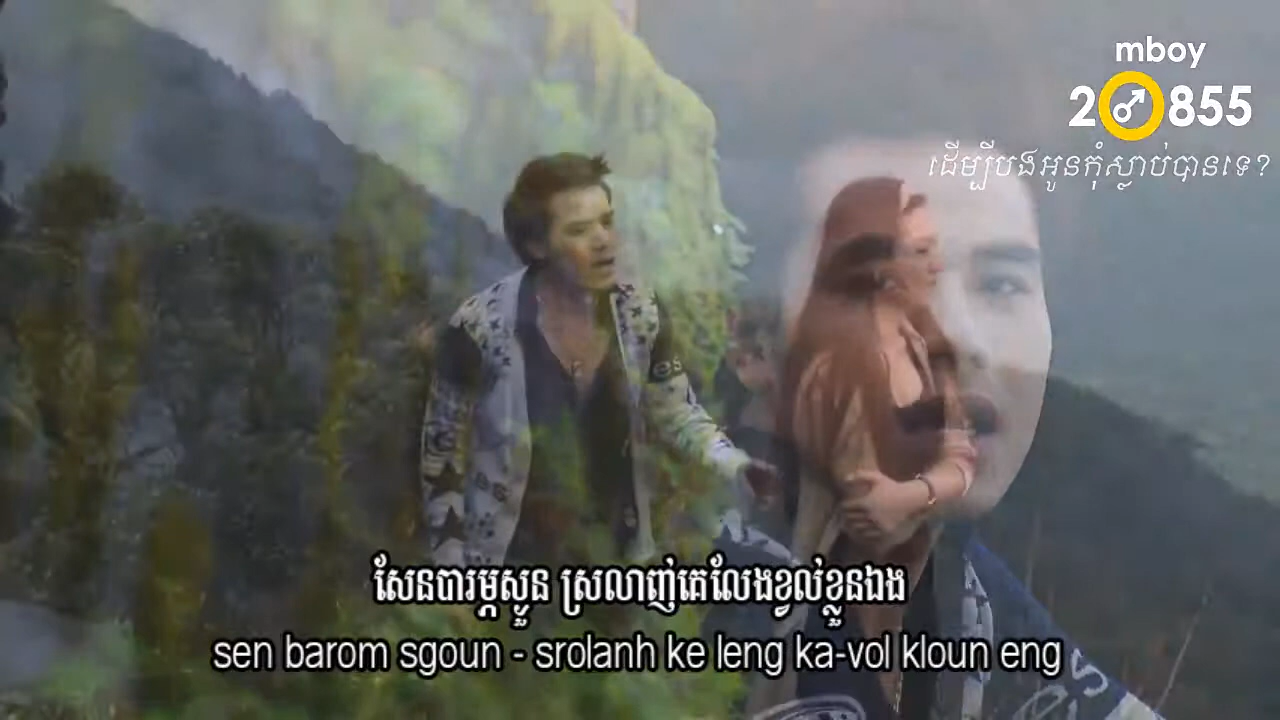 mboy
2 855
ដើម្បីបងអូនកុំស្លាប់បានទេ?
សែនបារម្ភស្ងួន ស្រលាញ់គេលែងខ្វល់ខ្លួនឯង
sen barom sgoun - srolanh ke leng ka-vol kloun eng